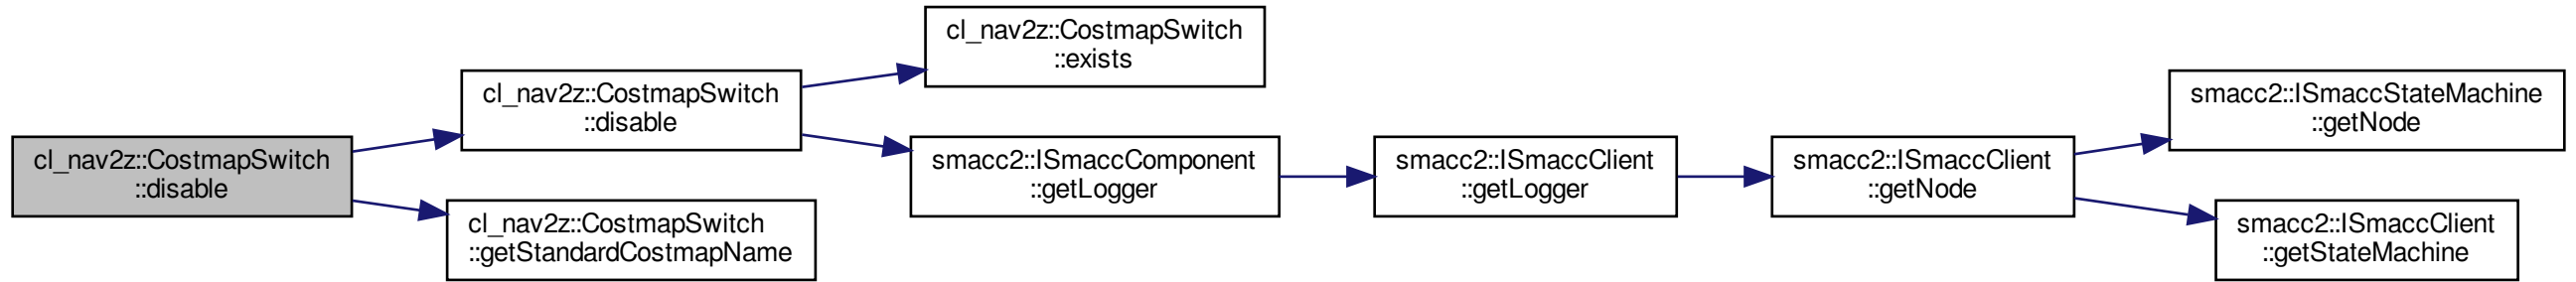 cl_nav2z::CostmapSwitch
::disable
cl_nav2z::CostmapSwitch
::disable
cl_nav2z::CostmapSwitch
::getStandardCostmapName
cl_nav2z::CostmapSwitch
::exists
smacc2::ISmaccComponent
::getLogger
smacc2::ISmaccClient
::getLogger
smacc2::ISmaccClient
::getNode
smacc2::ISmaccStateMachine
::getNode
smacc2::ISmaccClient
::getStateMachine